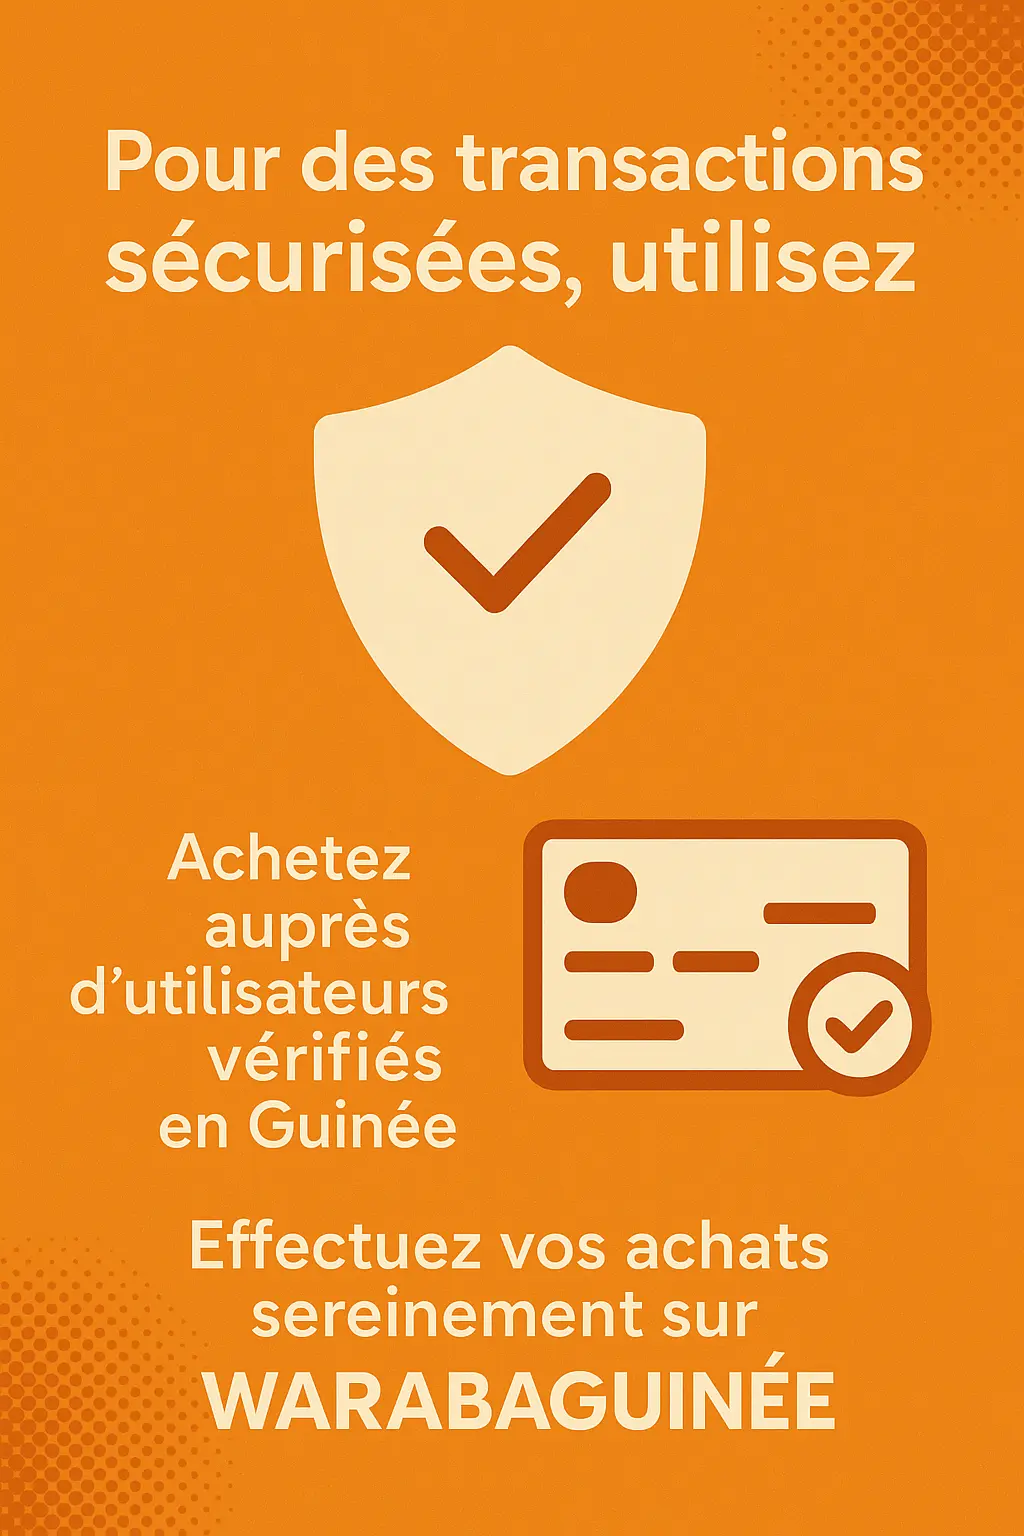 Pour des transactions
sécurisées, utilisez
Achetez
auprès
d’utilisateurs
vérifiés
en Guinée
Effectuez vos achats
sereinement sur
WARABAGUINÉE